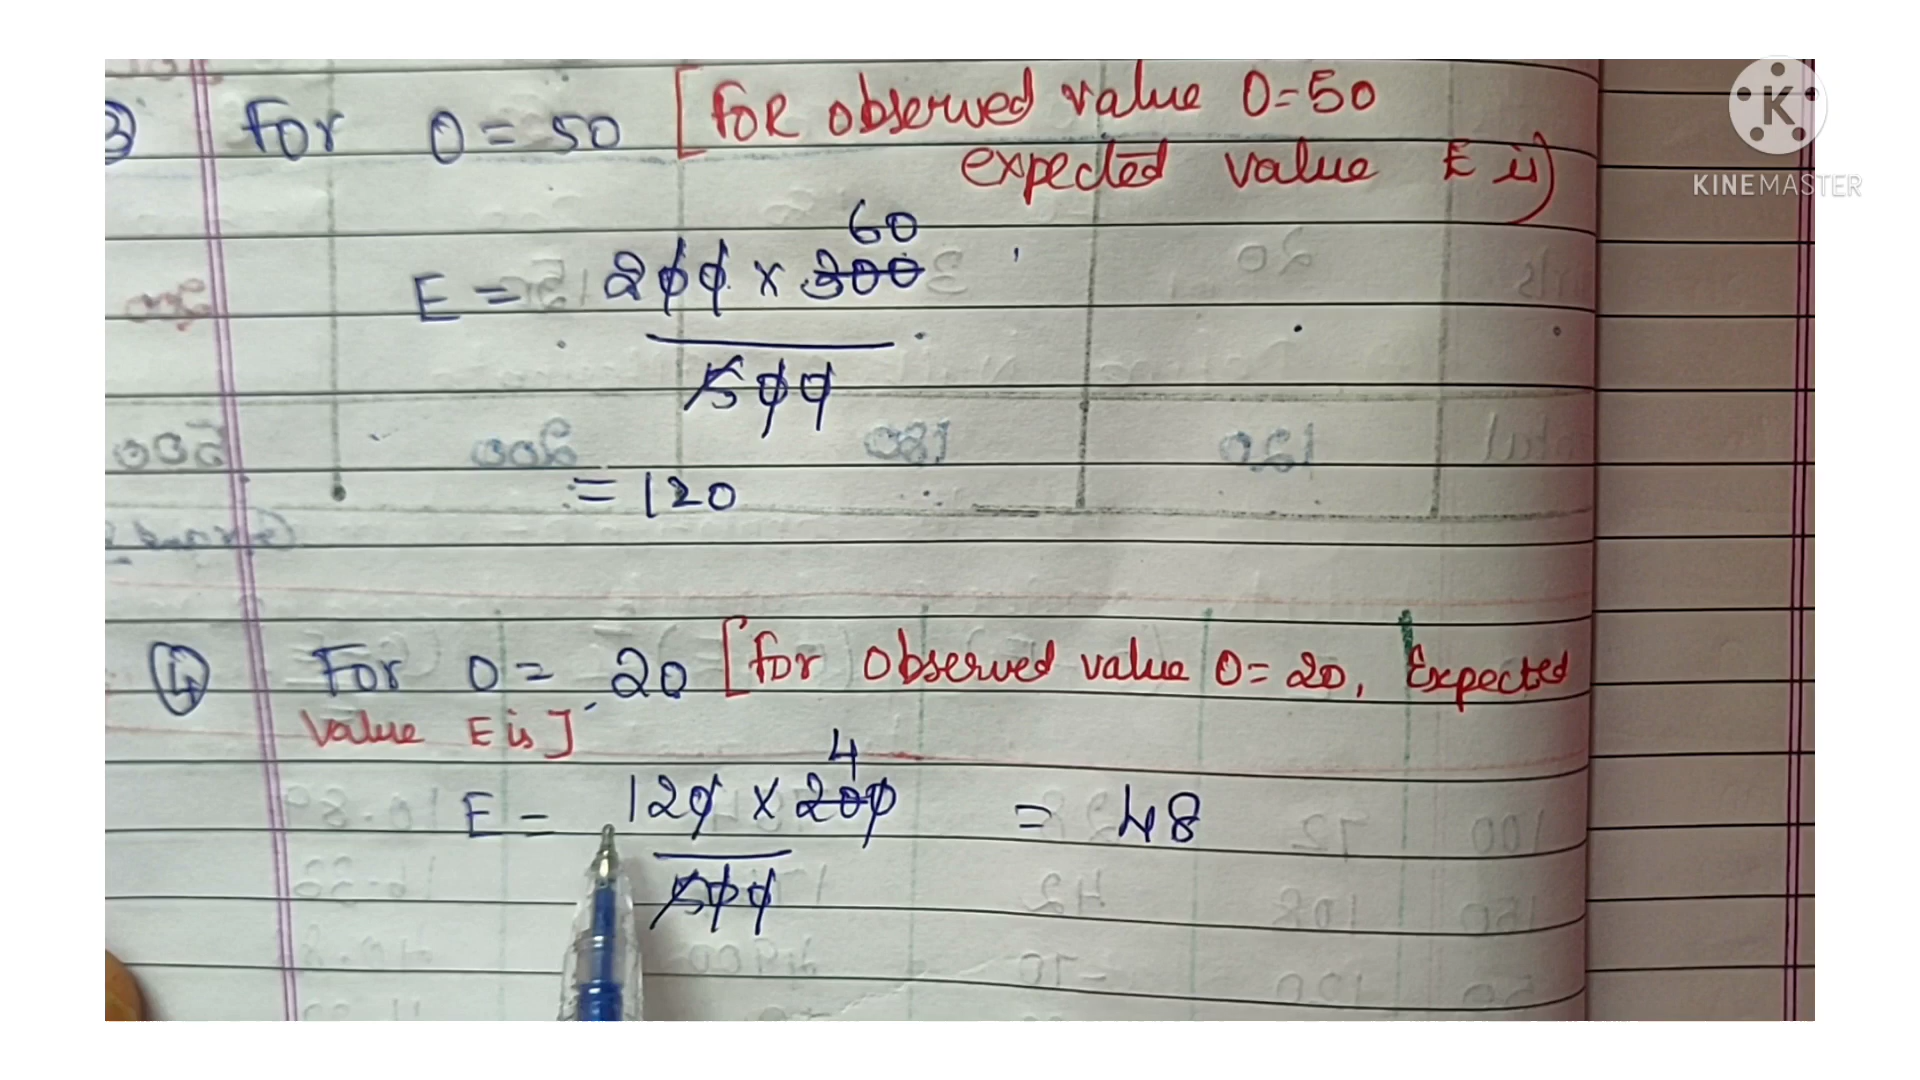 3 For O = 50 [For observed value O=50
expected value E is)
60
E = 200 x 300
500
= 120
4 For O = 20 [for observed value O=20, Expected
value E is]
4
E = 120 x 200 = 48
500
KINEMASTER